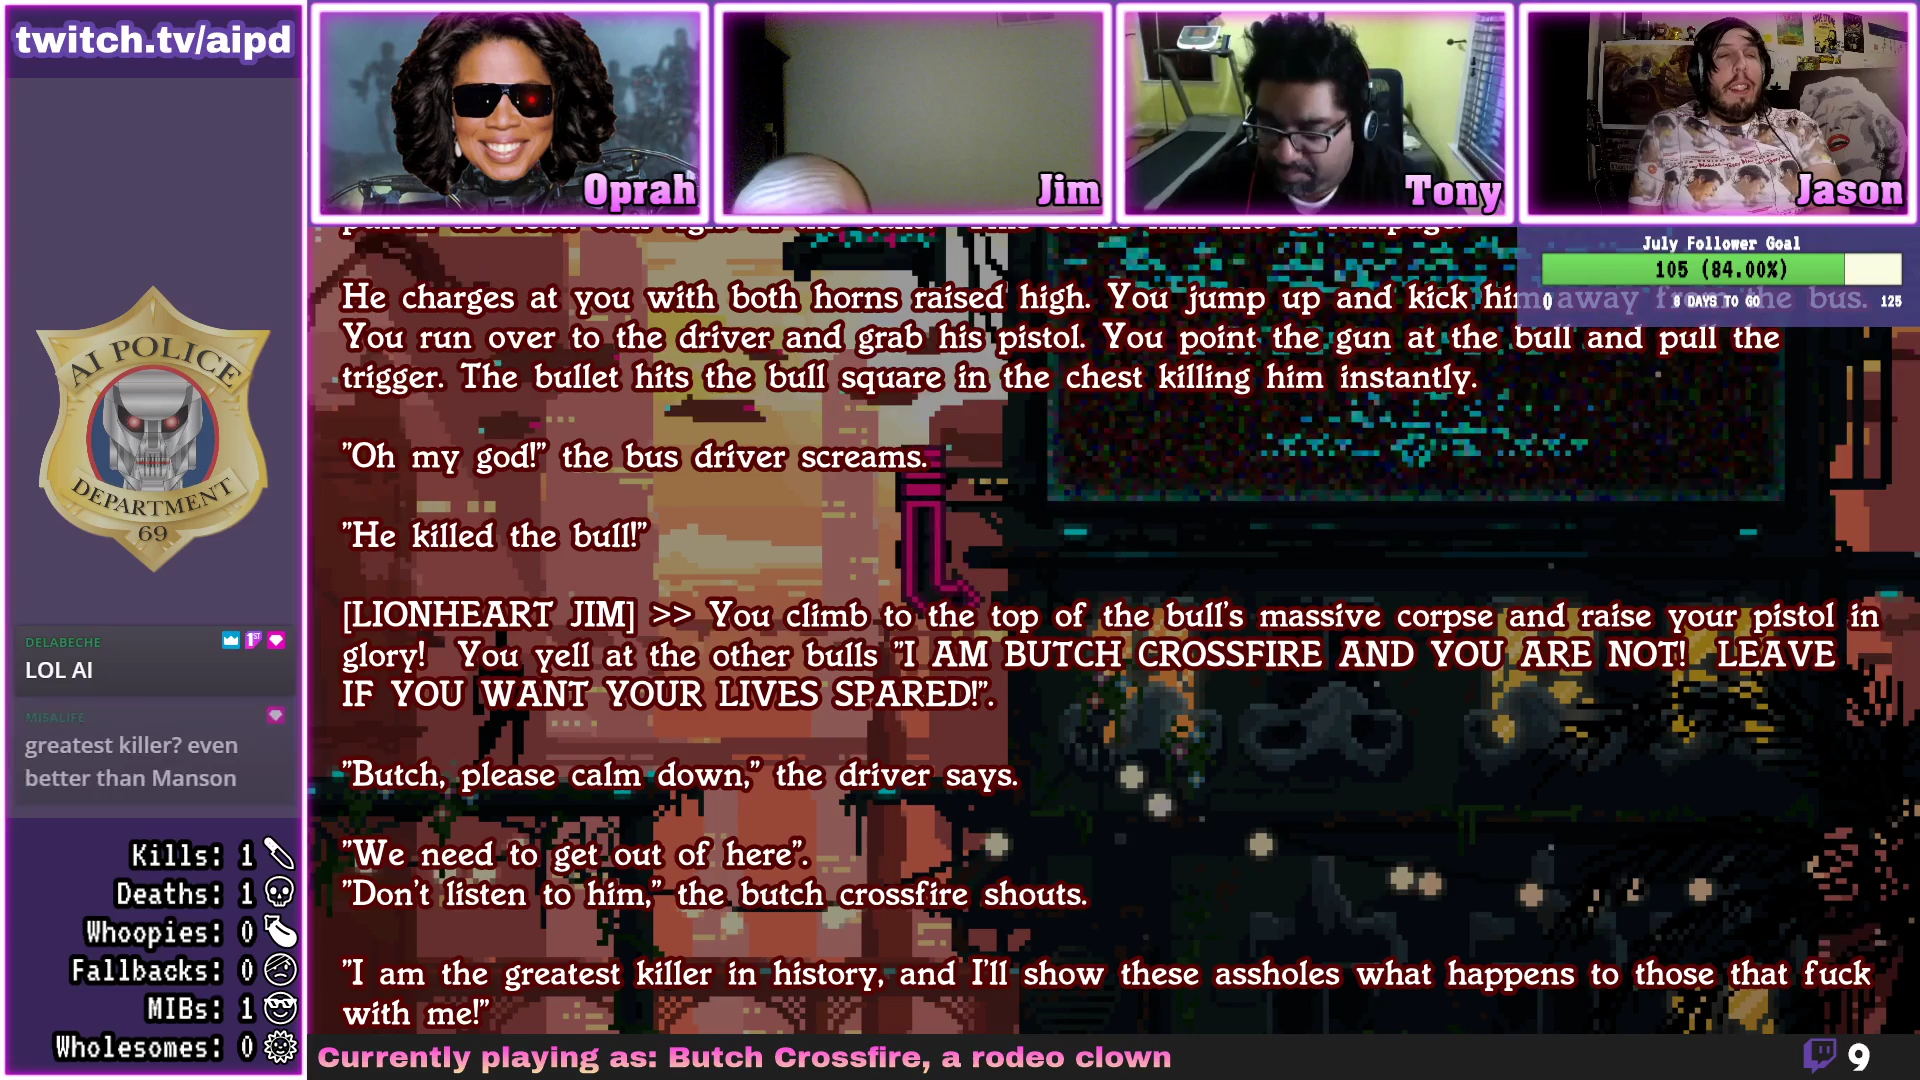 twitch.tv/aipd
Oprah
Jim
Tony
Jason
July Follower Goal
105 (84.00%)
0 8 DAYS TO GO 125
He charges at you with both horns raised high. You jump up and kick him away from the bus.
You run over to the driver and grab his pistol. You point the gun at the bull and pull the
trigger. The bullet hits the bull square in the chest killing him instantly.
"Oh my god!" the bus driver screams.
"He killed the bull!"
[LIONHEART JIM] >> You climb to the top of the bull's massive corpse and raise your pistol in
glory! You yell at the other bulls "I AM BUTCH CROSSFIRE AND YOU ARE NOT! LEAVE
IF YOU WANT YOUR LIVES SPARED!".
"Butch, please calm down," the driver says.
"We need to get out of here".
"Don't listen to him," the butch crossfire shouts.
"I am the greatest killer in history, and I'll show these assholes what happens to those that fuck
with me!"
AI POLICE
DEPARTMENT
69
DELABECHE
1ST
LOL AI
MISALIFE
greatest killer? even
better than Manson
Kills: 1
Deaths: 1
Whoopies: 0
Fallbacks: 0
MIBs: 1
Wholesomes: 0
Currently playing as: Butch Crossfire, a rodeo clown
9